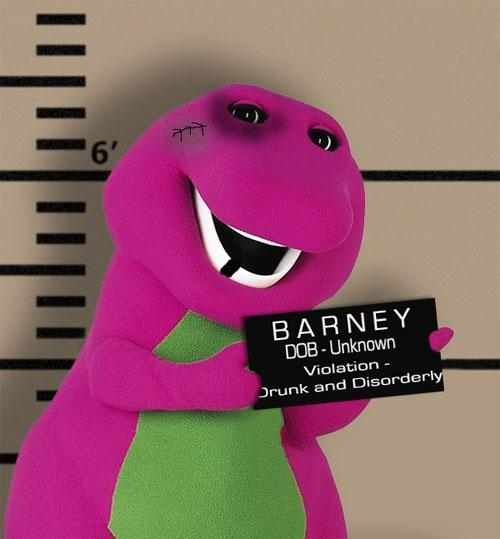 6'
BARNEY
DOB - Unknown
Violation -
Drunk and Disorderly